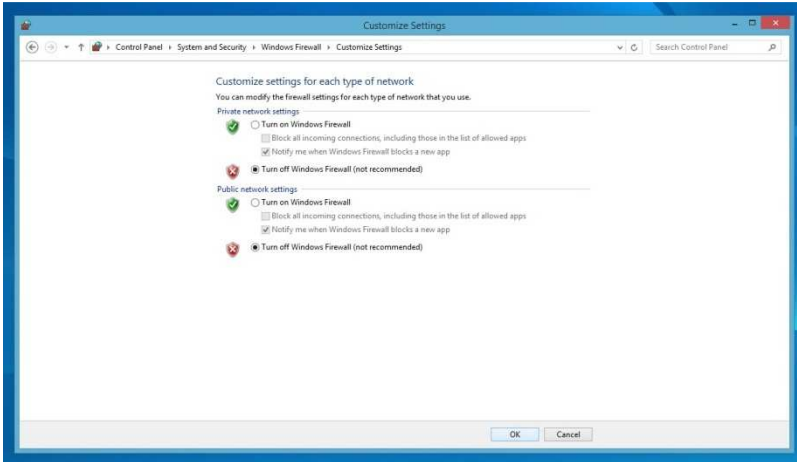 Customize Settings
Control Panel System and Security Windows Firewall Customize Settings Search Control Panel
Customize settings for each type of network
You can modify the firewall settings for each type of network that you use.
Private network settings
Turn on Windows Firewall
Block all incoming connections, including those in the list of allowed apps
Notify me when Windows Firewall blocks a new app
Turn off Windows Firewall (not recommended)
Public network settings
Turn on Windows Firewall
Block all incoming connections, including those in the list of allowed apps
Notify me when Windows Firewall blocks a new app
Turn off Windows Firewall (not recommended)
OK Cancel